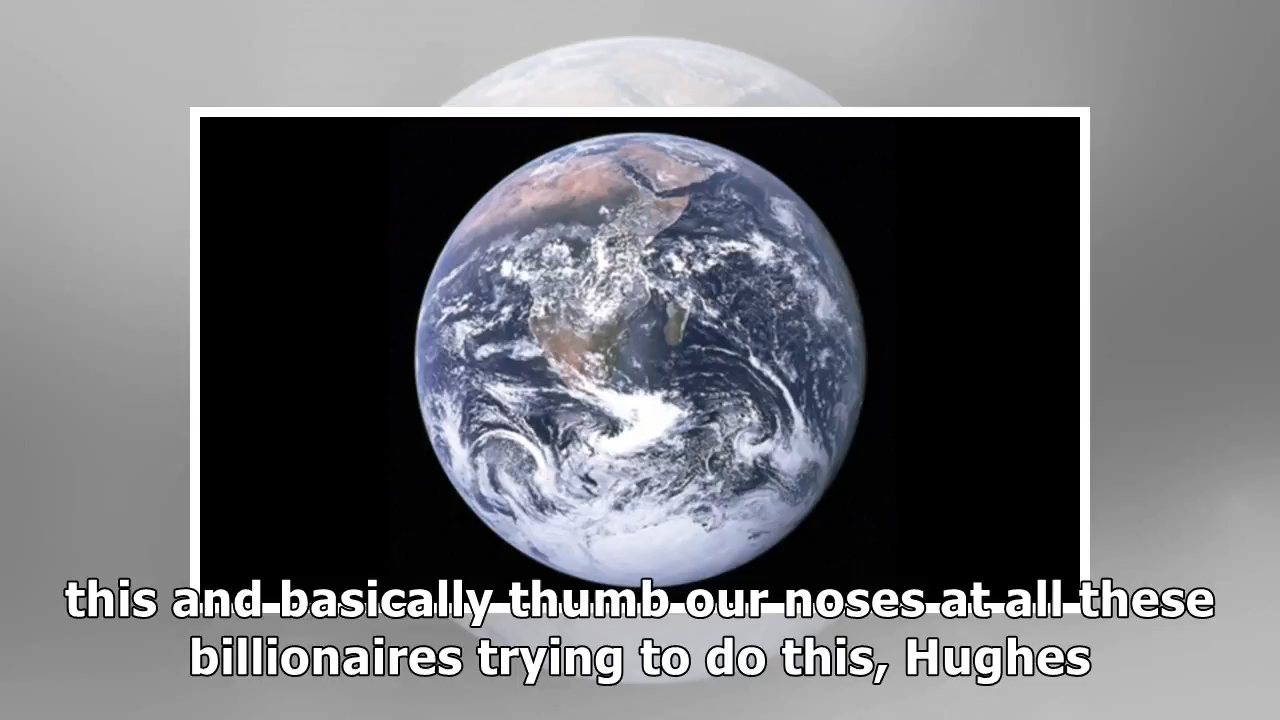 this and basically thumb our noses at all these
billionaires trying to do this, Hughes